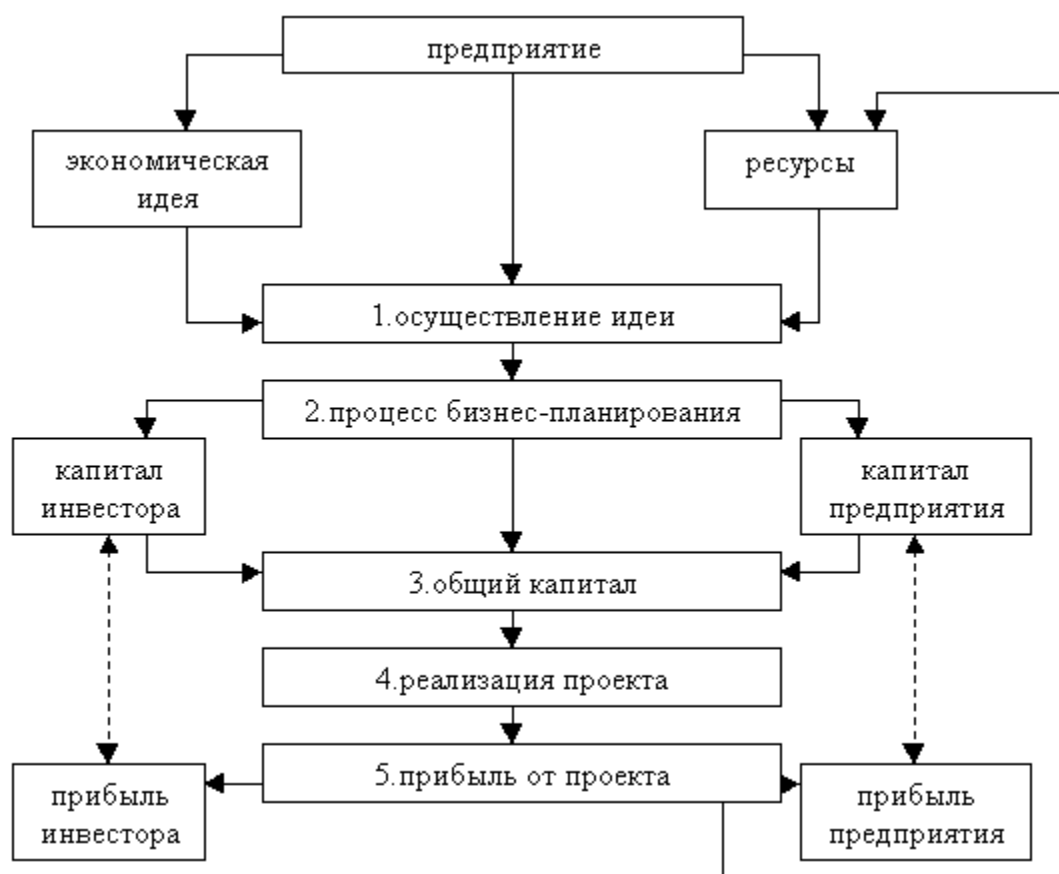 предприятие
экономическая
идея
ресурсы
1.осуществление идеи
2.процесс бизнес-планирования
капитал
инвестора
капитал
предприятия
3.общий капитал
4.реализация проекта
5.прибыль от проекта
прибыль
инвестора
прибыль
предприятия